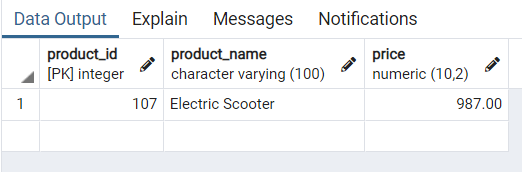 Data Output Explain Messages Notifications
product_id product_name price
[PK] integer character varying (100) numeric (10,2)
1 107 Electric Scooter 987.00